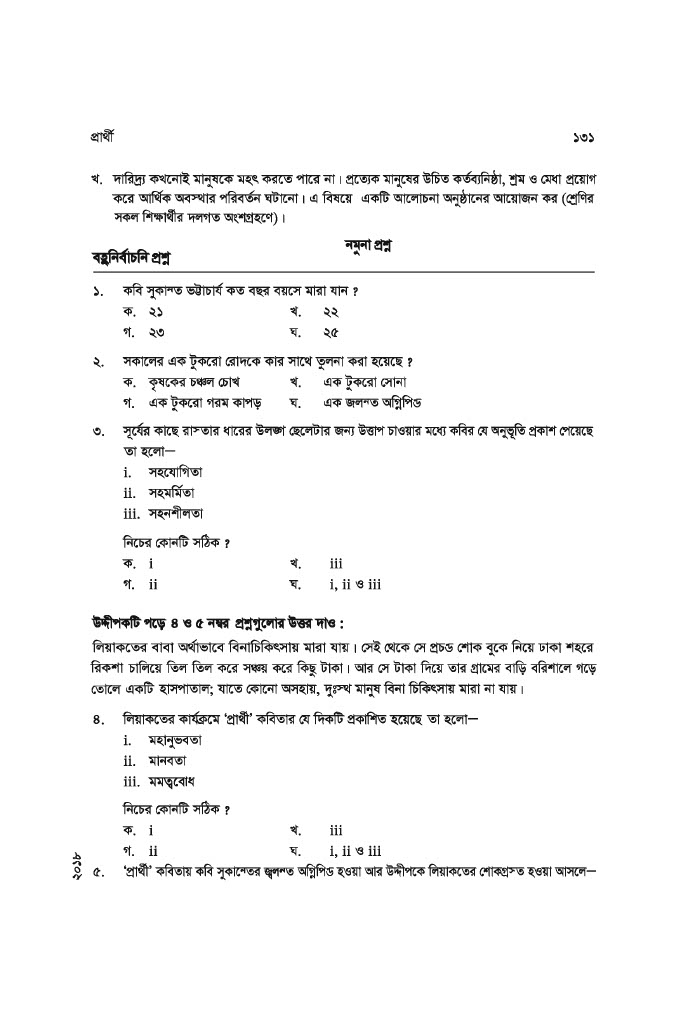 প্রার্থী ১৩১
খ. দারিদ্র্য কখনোই মানুষকে মহৎ করতে পারে না। প্রত্যেক মানুষের উচিত কর্তব্যনিষ্ঠা, শ্রম ও মেধা প্রয়োগ
করে আর্থিক অবস্থার পরিবর্তন ঘটানো। এ বিষয়ে একটি আলোচনা অনুষ্ঠানের আয়োজন কর (শ্রেণির
সকল শিক্ষার্থীর দলগত অংশগ্রহণে)।
নমুনা প্রশ্ন
বহুনির্বাচনি প্রশ্ন
১. কবি সুকান্ত ভট্টাচার্য কত বছর বয়সে মারা যান ?
ক. ২১ খ. ২২
গ. ২৩ ঘ. ২৫
২. সকালের এক টুকরো রোদকে কার সাথে তুলনা করা হয়েছে ?
ক. কৃষকের চঞ্চল চোখ খ. এক টুকরো সোনা
গ. এক টুকরো গরম কাপড় ঘ. এক জলন্ত অগ্নিপিন্ড
৩. সূর্যের কাছে রাস্তার ধারের উলঙ্গ ছেলেটার জন্য উত্তাপ চাওয়ার মধ্যে কবির যে অনুভূতি প্রকাশ পেয়েছে
তা হলো—
i. সহযোগিতা
ii. সহমর্মিতা
iii. সহনশীলতা
নিচের কোনটি সঠিক ?
ক. i খ. iii
গ. ii ঘ. i, ii ও iii
উদ্দীপকটি পড়ে ৪ ও ৫ নম্বর প্রশ্নগুলোর উত্তর দাও :
লিয়াকতের বাবা অর্থাভাবে বিনাচিকিৎসায় মারা যায়। সেই থেকে সে প্রচন্ড শোক বুকে নিয়ে ঢাকা শহরে
রিকশা চালিয়ে তিল তিল করে সঞ্চয় করে কিছু টাকা। আর সে টাকা দিয়ে তার গ্রামের বাড়ি বরিশালে গড়ে
তোলে একটি হাসপাতাল; যাতে কোনো অসহায়, দুঃস্থ মানুষ বিনা চিকিৎসায় মারা না যায়।
৪. লিয়াকতের কার্যক্রমে ‘প্রার্থী’ কবিতার যে দিকটি প্রকাশিত হয়েছে তা হলো—
i. মহানুভবতা
ii. মানবতা
iii. মমত্ববোধ
নিচের কোনটি সঠিক ?
ক. i খ. iii
গ. ii ঘ. i, ii ও iii
২০১৮
৫. ‘প্রার্থী’ কবিতায় কবি সুকান্তের জ্বলন্ত অগ্নিপিন্ড হওয়া আর উদ্দীপকে লিয়াকতের শোকগ্রস্ত হওয়া আসলে—